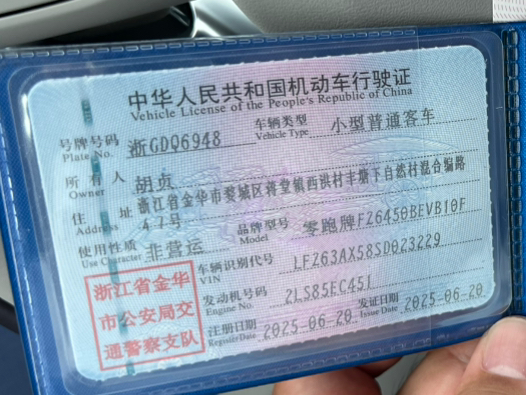 中华人民共和国机动车行驶证
Vehicle License of the People's Republic of China
号牌号码 浙GDQ6948 车辆类型 小型普通客车
Plate No. Vehicle Type
所有人 胡贞
Owner
住址 浙江省金华市婺城区蒋堂镇西洪村丰塘下自然村混合编路
Address 47号
使用性质 非营运 品牌型号 零跑牌FZ6450BEVB10F
Use Character Model
浙江省金华
市公安局交
通警察支队
车辆识别代号 LFZ63AX58SD023229
VIN
发动机号码 2LS85EC451
Engine No.
注册日期 2025-06-20 发证日期 2025-06-20
Register Date Issue Date